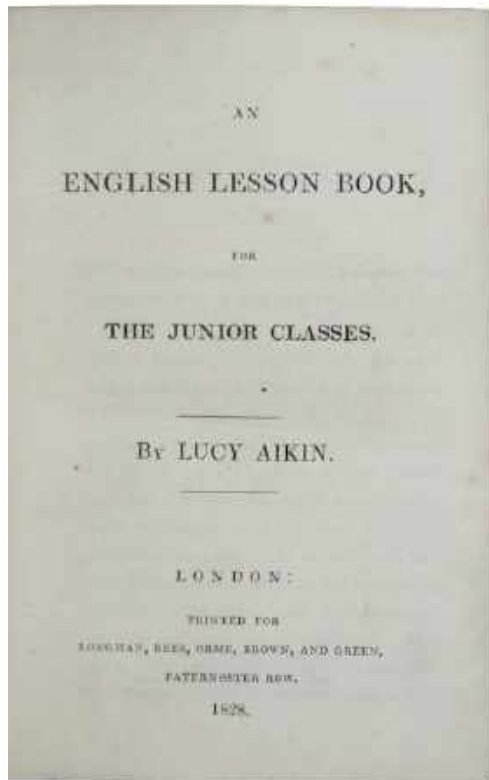 AN
ENGLISH LESSON BOOK,
FOR
THE JUNIOR CLASSES.
BY LUCY AIKIN.
LONDON:
PRINTED FOR
LONGMAN, REES, ORME, BROWN, AND GREEN,
PATERNOSTER ROW.
1828.